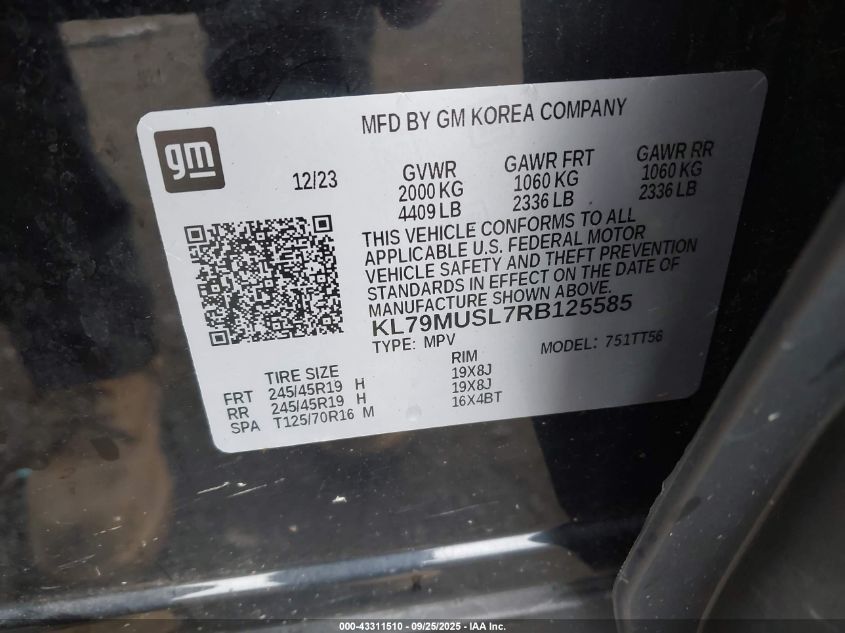 MFD BY GM KOREA COMPANY
gm
12/23
GVWR GAWR FRT GAWR RR
2000 KG 1060 KG 1060 KG
4409 LB 2336 LB 2336 LB
THIS VEHICLE CONFORMS TO ALL
APPLICABLE U.S. FEDERAL MOTOR
VEHICLE SAFETY AND THEFT PREVENTION
STANDARDS IN EFFECT ON THE DATE OF
MANUFACTURE SHOWN ABOVE.
KL79MUSL7RB125585
TYPE: MPV MODEL: 751TT56
TIRE SIZE RIM
FRT 245/45R19 H 19X8J
RR 245/45R19 H 19X8J
SPA T125/70R16 M 16X4BT
000-43311510 - 09/25/2025 - IAA Inc.